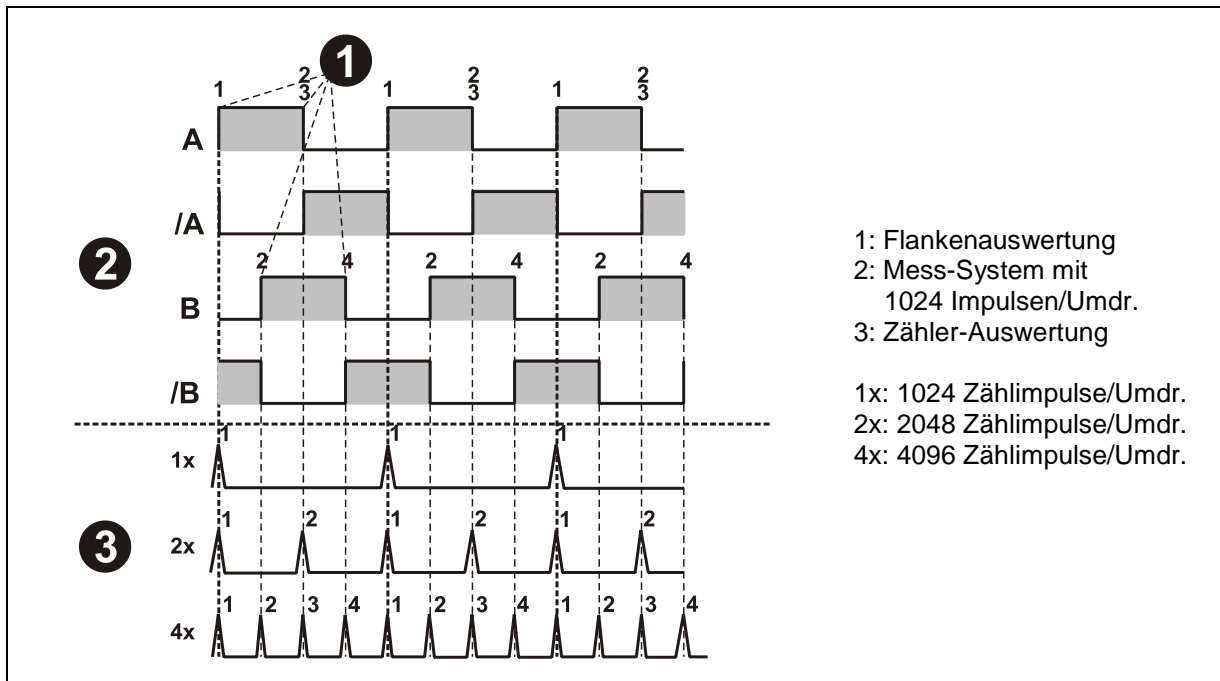 1
1 2 1 2 1 2
3 3 3
A
/A
2
2 4 2 4 2 4
B
/B
1 1 1
1x
3
1 2 1 2 1 2
2x
1 2 3 4 1 2 3 4 1 2 3 4
4x
1: Flankenauswertung
2: Mess-System mit
1024 Impulsen/Umdr.
3: Zähler-Auswertung
1x: 1024 Zählimpulse/Umdr.
2x: 2048 Zählimpulse/Umdr.
4x: 4096 Zählimpulse/Umdr.